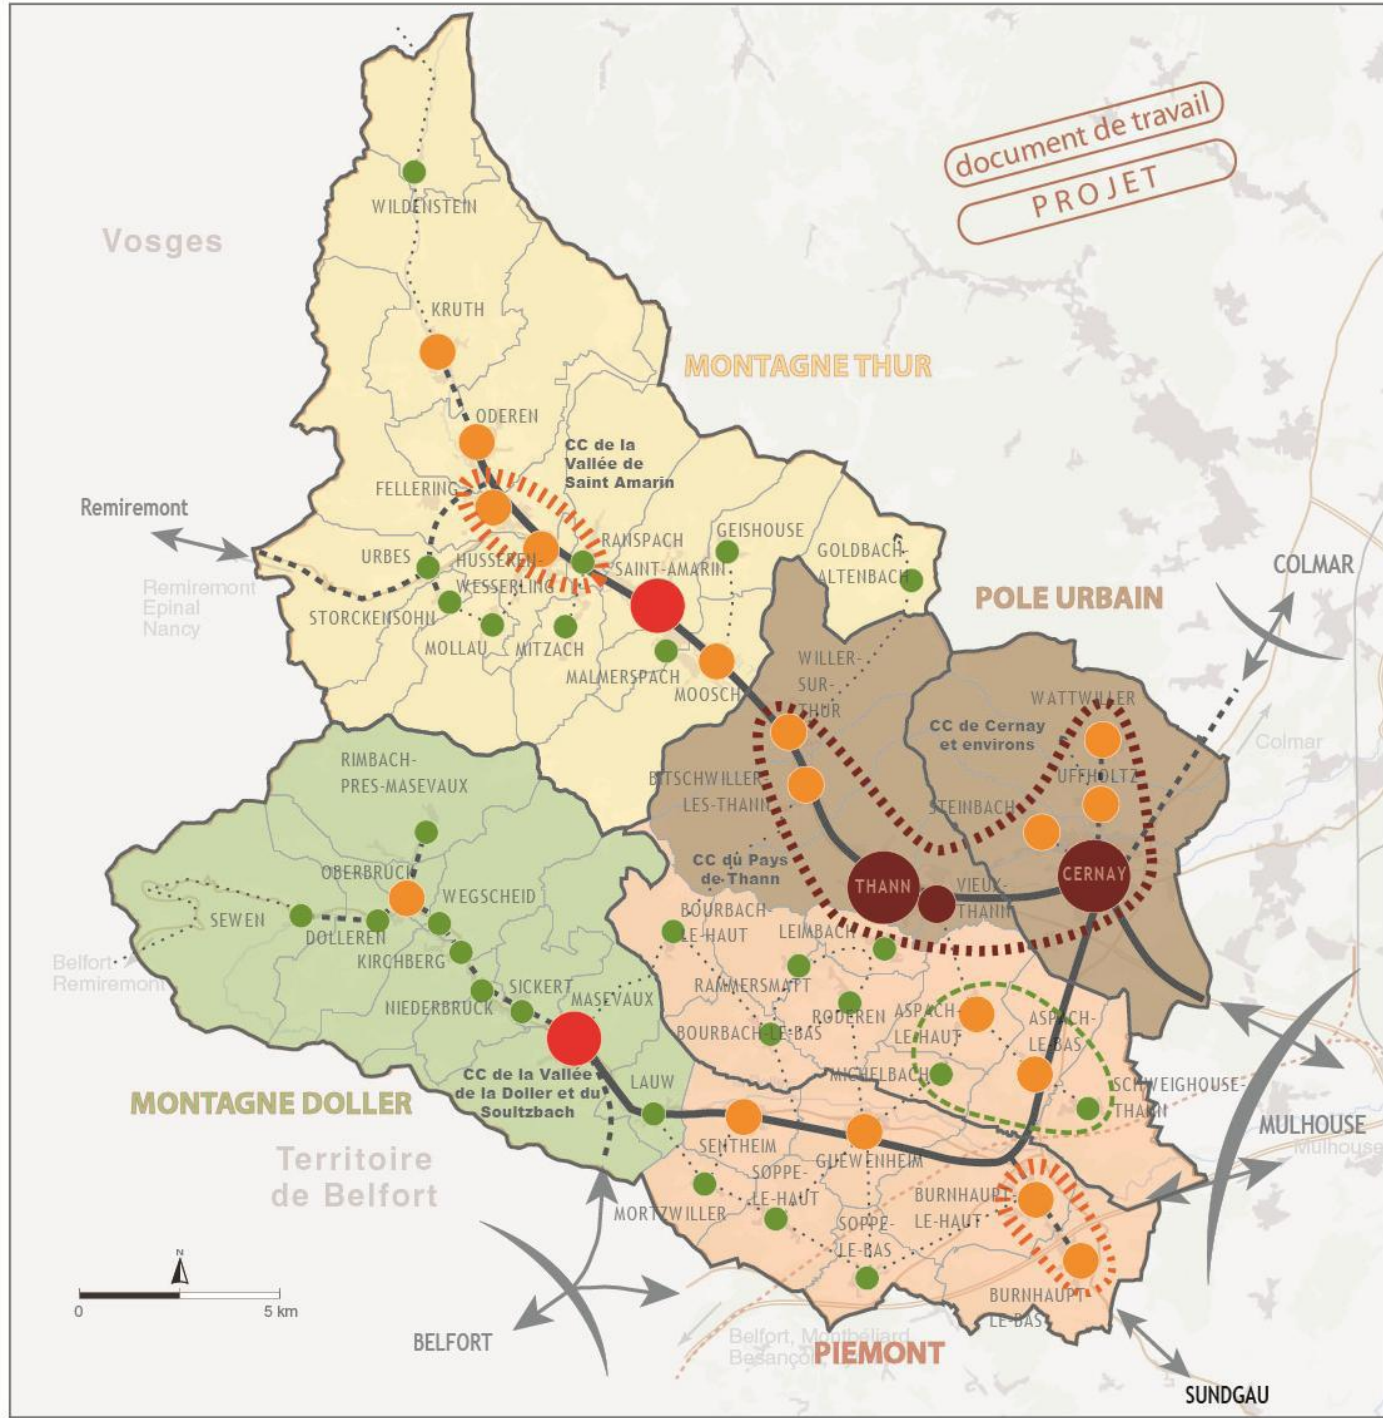 document de travail
PROJET
WILDENSTEIN
Vosges
KRUTH
MONTAGNE THUR
ODEREN
CC de la
Vallée de
Saint Amarin
FELLERING
Remiremont
RANSPACH
GEISHOUSE
GOLDBACH-
ALTENBACH
COLMAR
URBES
HUSSEREN-
WESSERLING
SAINT-AMARIN
Remiremont
Epinal
Nancy
POLE URBAIN
STORCKENSOHN
MOLLAU
MITZACH
MALMERSPACH
MOOSCH
WILLER-
SUR-
THUR
WATTWILLER
CC de Cernay
et environs
Colmar
RIMBACH-
PRES-MASEVAUX
BITSCHWILLER-
LES-THANN
UFFHOLTZ
STEINBACH
CC du Pays
de Thann
THANN
VIEUX-
THANN
CERNAY
OBERBRUCK
WEGSCHEID
SEWEN
DOLLEREN
KIRCHBERG
BOURBACH-
LE-HAUT
LEIMBACH
Belfort
Remiremont
NIEDERBRUCK
SICKERT
MASEVAUX
RAMMERSMATT
RODEREN
BOURBACH-LE-BAS
ASPACH-
LE-HAUT
ASPACH-
LE-BAS
MICHELBACH
SCHWEIGHOUSE-
THANN
CC de la Vallée
de la Doller et du
Soultzbach
LAUW
MONTAGNE DOLLER
MULHOUSE
Mulhouse
Territoire
de Belfort
SENTHEIM
GUEWENHEIM
SOPPE-
LE-HAUT
MORTZWILLER
SOPPE-
LE-BAS
BURNHAUPT-
LE-HAUT
BURNHAUPT-
LE-BAS
N
0
5 km
BELFORT
Belfort, Montbéliard,
Besançon
PIEMONT
SUNDGAU